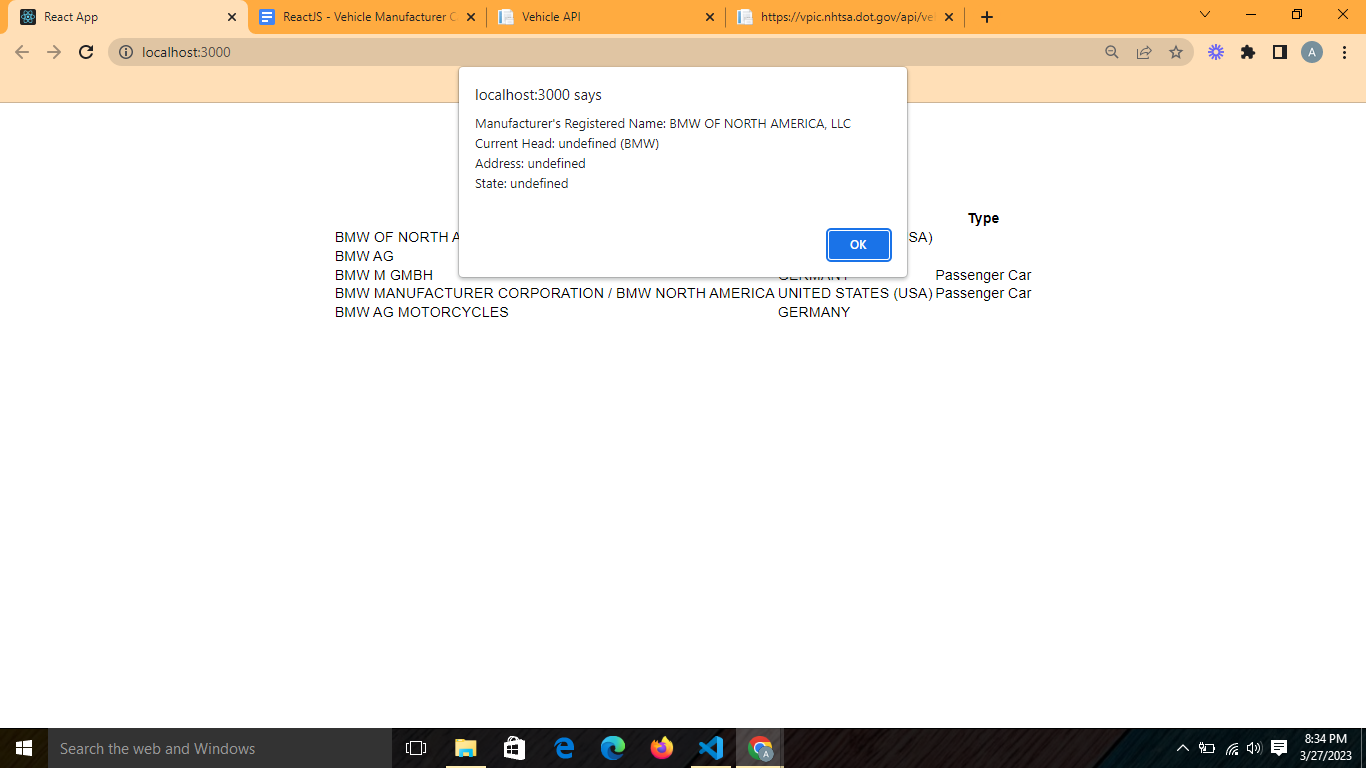 React App
ReactJS - Vehicle Manufacturer C
Vehicle API
https://vpic.nhtsa.dot.gov/api/ve
localhost:3000
A
localhost:3000 says
Manufacturer's Registered Name: BMW OF NORTH AMERICA, LLC
Current Head: undefined (BMW)
Address: undefined
State: undefined
OK
Type
BMW OF NORTH A SA)
BMW AG
BMW M GMBH GERMANY Passenger Car
BMW MANUFACTURER CORPORATION / BMW NORTH AMERICA UNITED STATES (USA) Passenger Car
BMW AG MOTORCYCLES GERMANY
Search the web and Windows
A
8:34 PM
3/27/2023